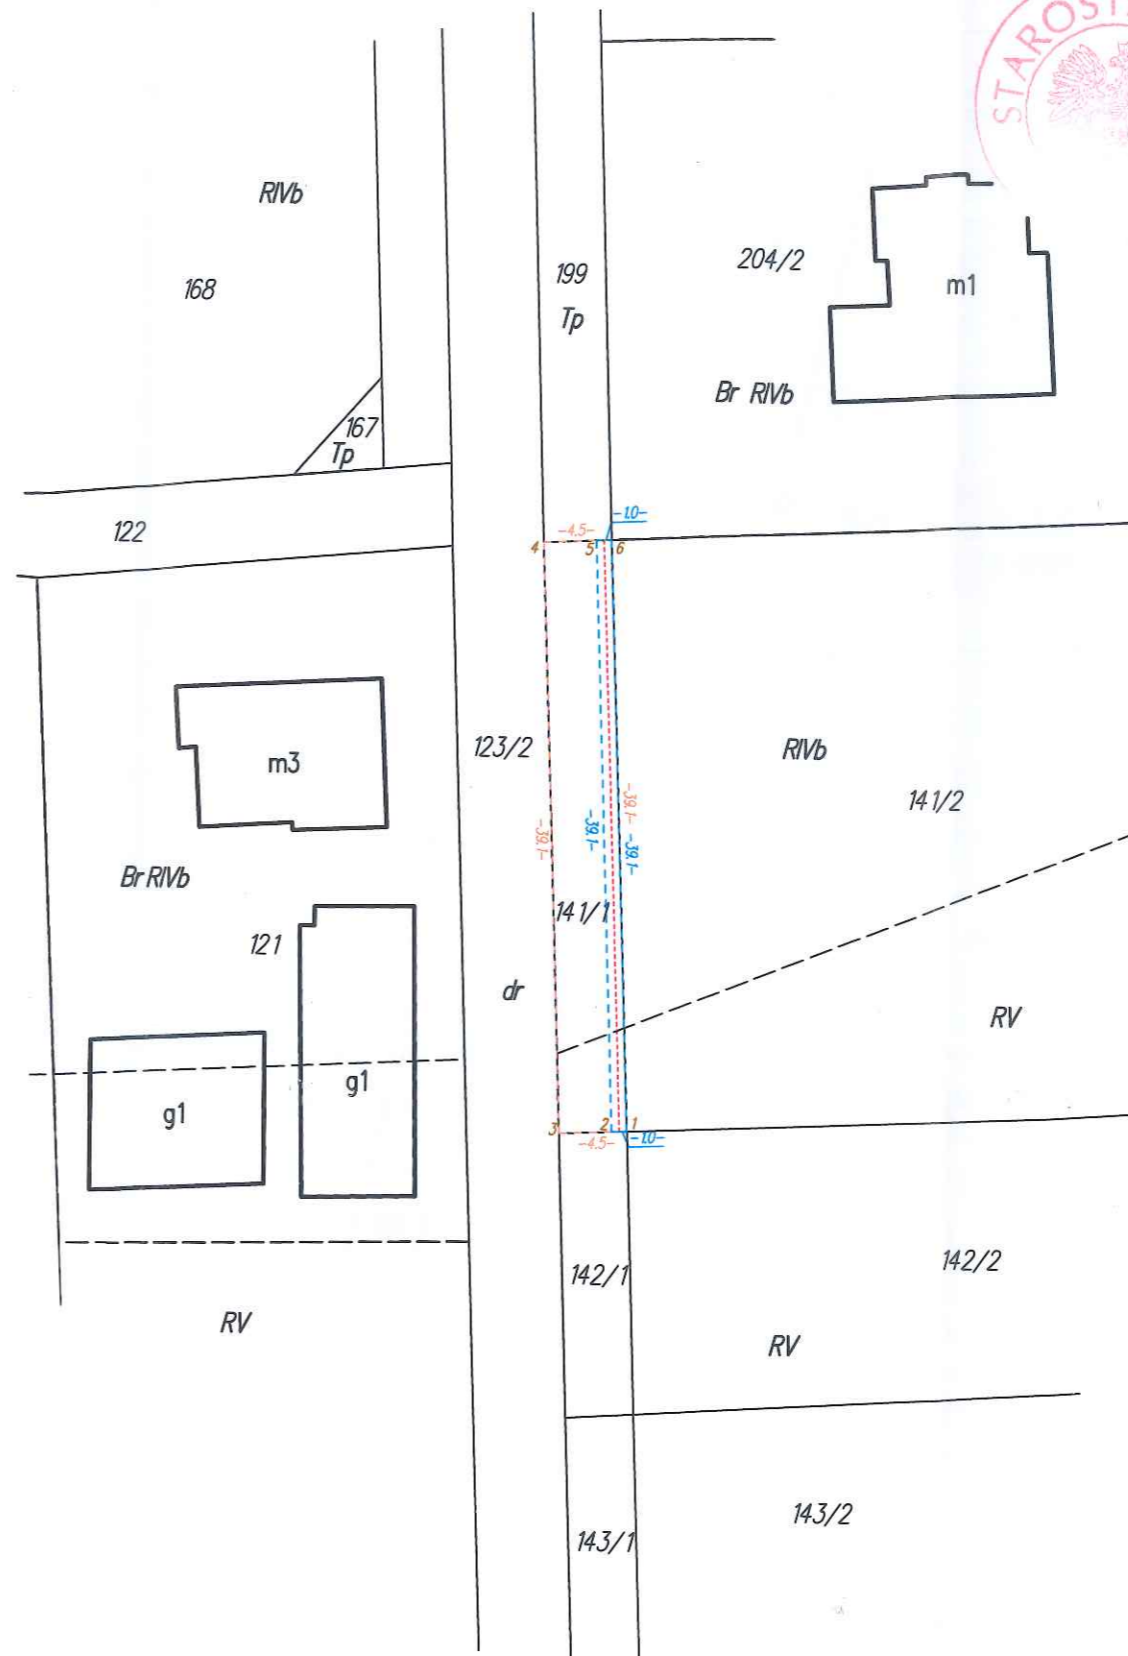 STAROST
RIVb
168
199
Tp
204/2
m1
Br RIVb
167
Tp
122
-1.0-
-4.5-
4
5
6
m3
123/2
RIVb
141/2
-39.1-
-39.1-
-39.1-
-39.1-
Br RIVb
121
141/1
dr
RV
g1
g1
3
2
1
-4.5-
-1.0-
142/1
142/2
RV
RV
143/1
143/2